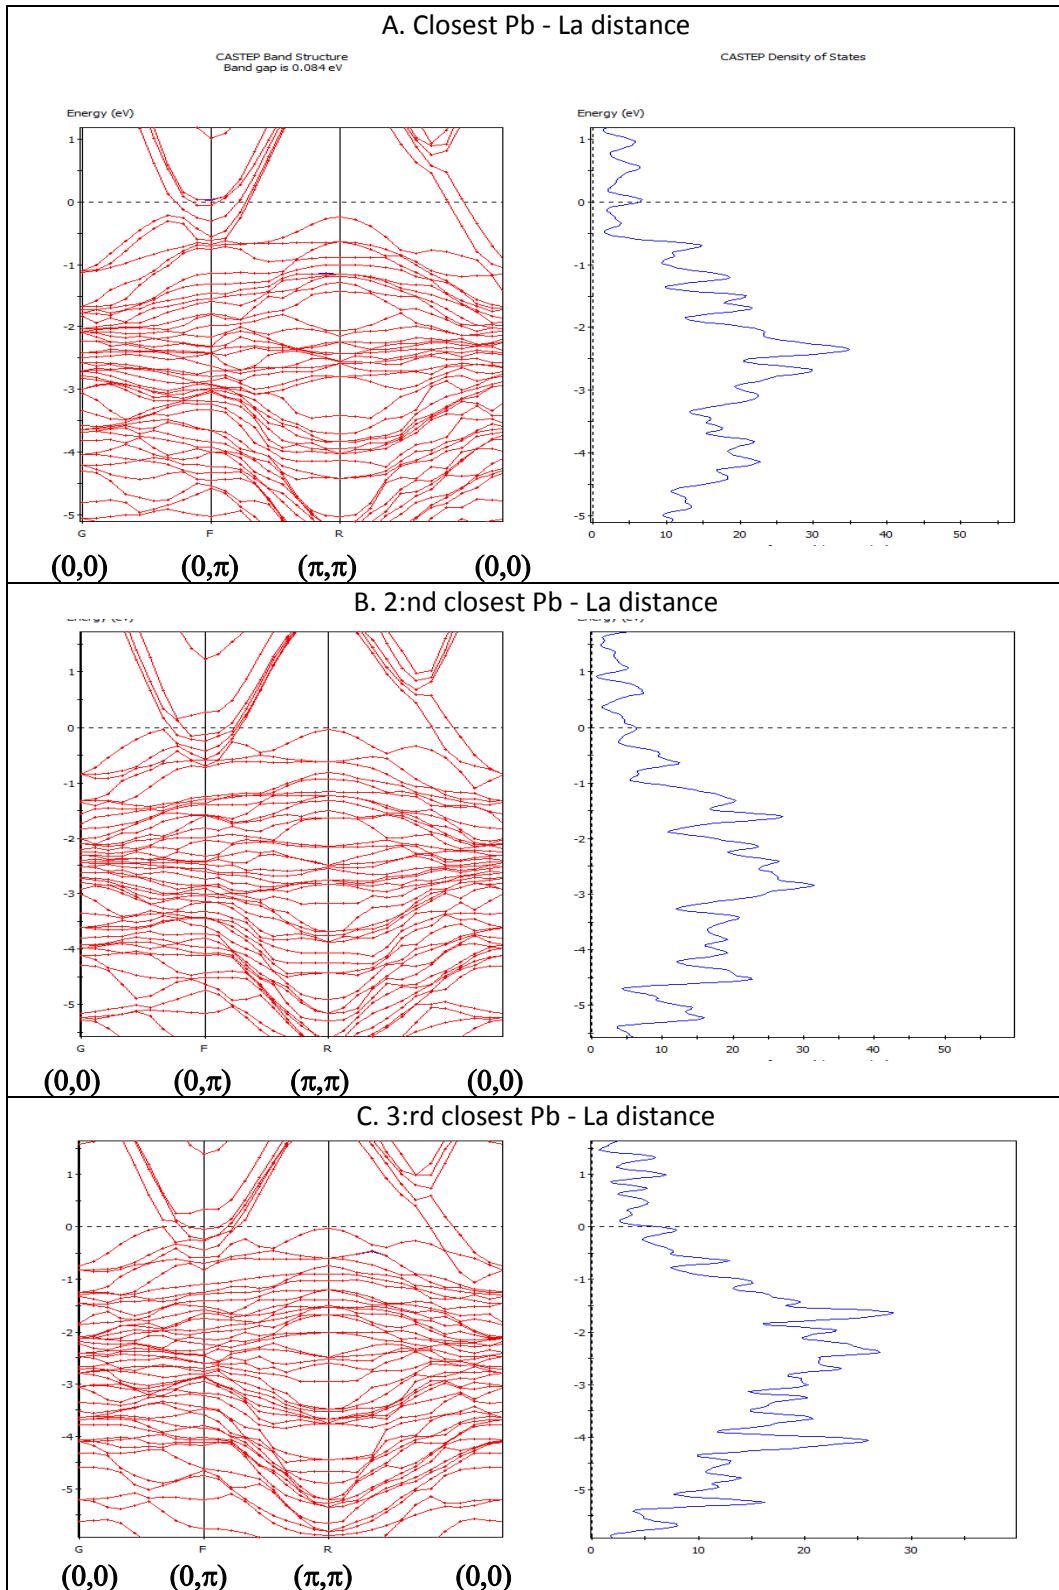 A. Closest Pb - La distance
CASTEP Band Structure
Band gap is 0.084 eV
CASTEP Density of States
Energy (eV)
Energy (eV)
1
1
0
0
-1
-1
-2
-2
-3
-3
-4
-4
-5
-5
G F R
0 10 20 30 40 50
(0,0) (0,π) (π,π) (0,0)
B. 2:nd closest Pb - La distance
Energy (eV)
Energy (eV)
1
1
0
0
-1
-1
-2
-2
-3
-3
-4
-4
-5
-5
G F R
0 10 20 30 40 50
(0,0) (0,π) (π,π) (0,0)
C. 3:rd closest Pb - La distance
1
1
0
0
-1
-1
-2
-2
-3
-3
-4
-4
-5
-5
G F R
0 10 20 30
(0,0) (0,π) (π,π) (0,0)